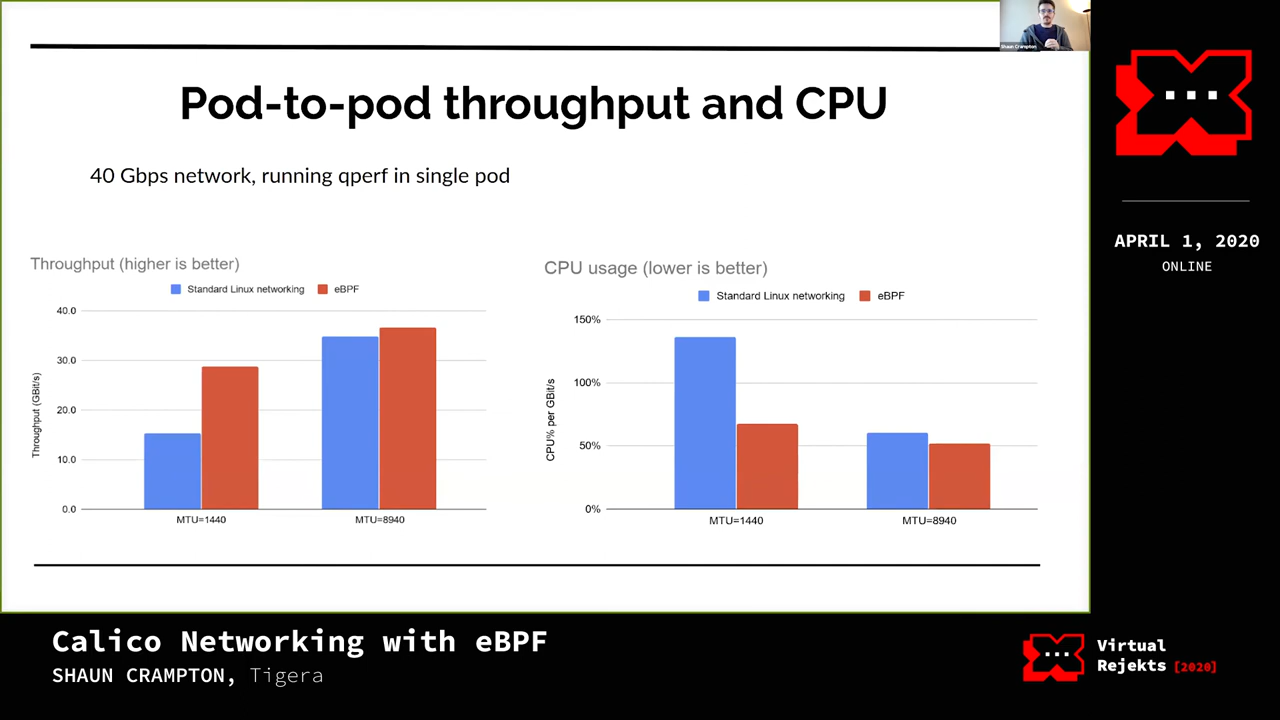 Shaun Crampton
Pod-to-pod throughput and CPU
40 Gbps network, running qperf in single pod
Throughput (higher is better)
Standard Linux networking eBPF
40.0
30.0
20.0
10.0
0.0
Throughput (GBit/s)
MTU=1440 MTU=8940
CPU usage (lower is better)
Standard Linux networking eBPF
150%
100%
50%
0%
CPU% per GBit/s
MTU=1440 MTU=8940
APRIL 1, 2020
ONLINE
Calico Networking with eBPF
SHAUN CRAMPTON, Tigera
Virtual
Rejekts [2020]